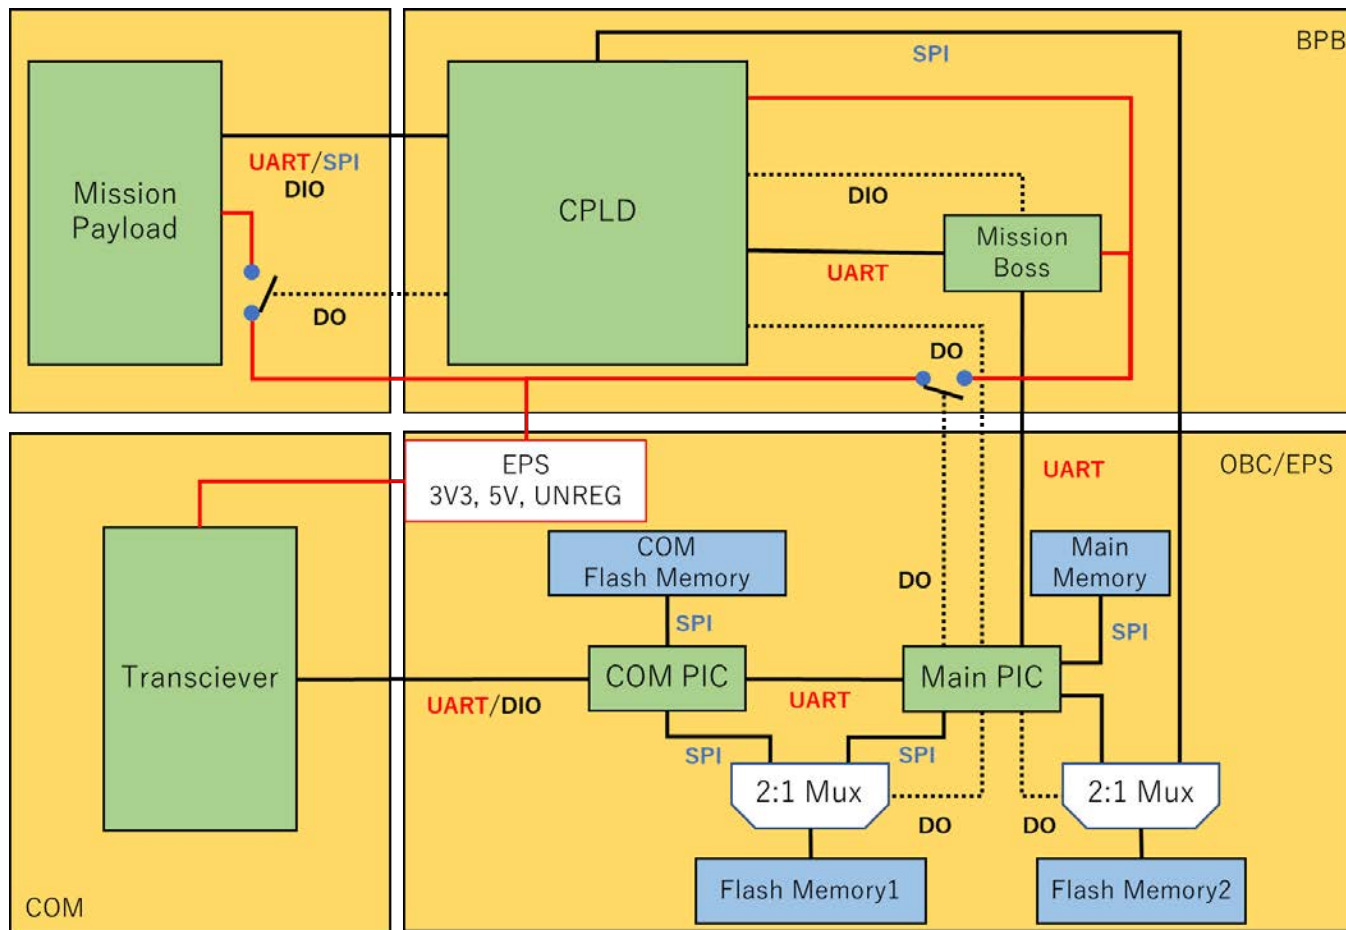 SPI
BPB
UART/SPI
DIO
Mission
Payload
CPLD
DIO
Mission
Boss
UART
DO
DO
EPS
3V3, 5V, UNREG
UART
OBC/EPS
COM
Flash Memory
Main
Memory
DO
SPI
SPI
Transciever
COM PIC
Main PIC
UART/DIO
UART
SPI
SPI
2:1 Mux
2:1 Mux
DO
DO
Flash Memory1
Flash Memory2
COM